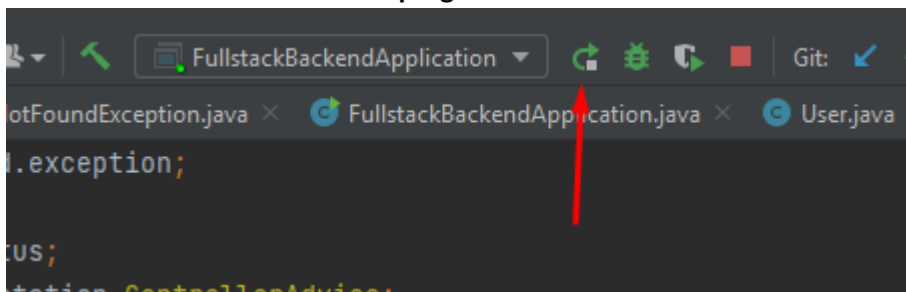 FullstackBackendApplication Git:
otFoundException.java FullstackBackendApplication.java User.java
.exception;
tus;